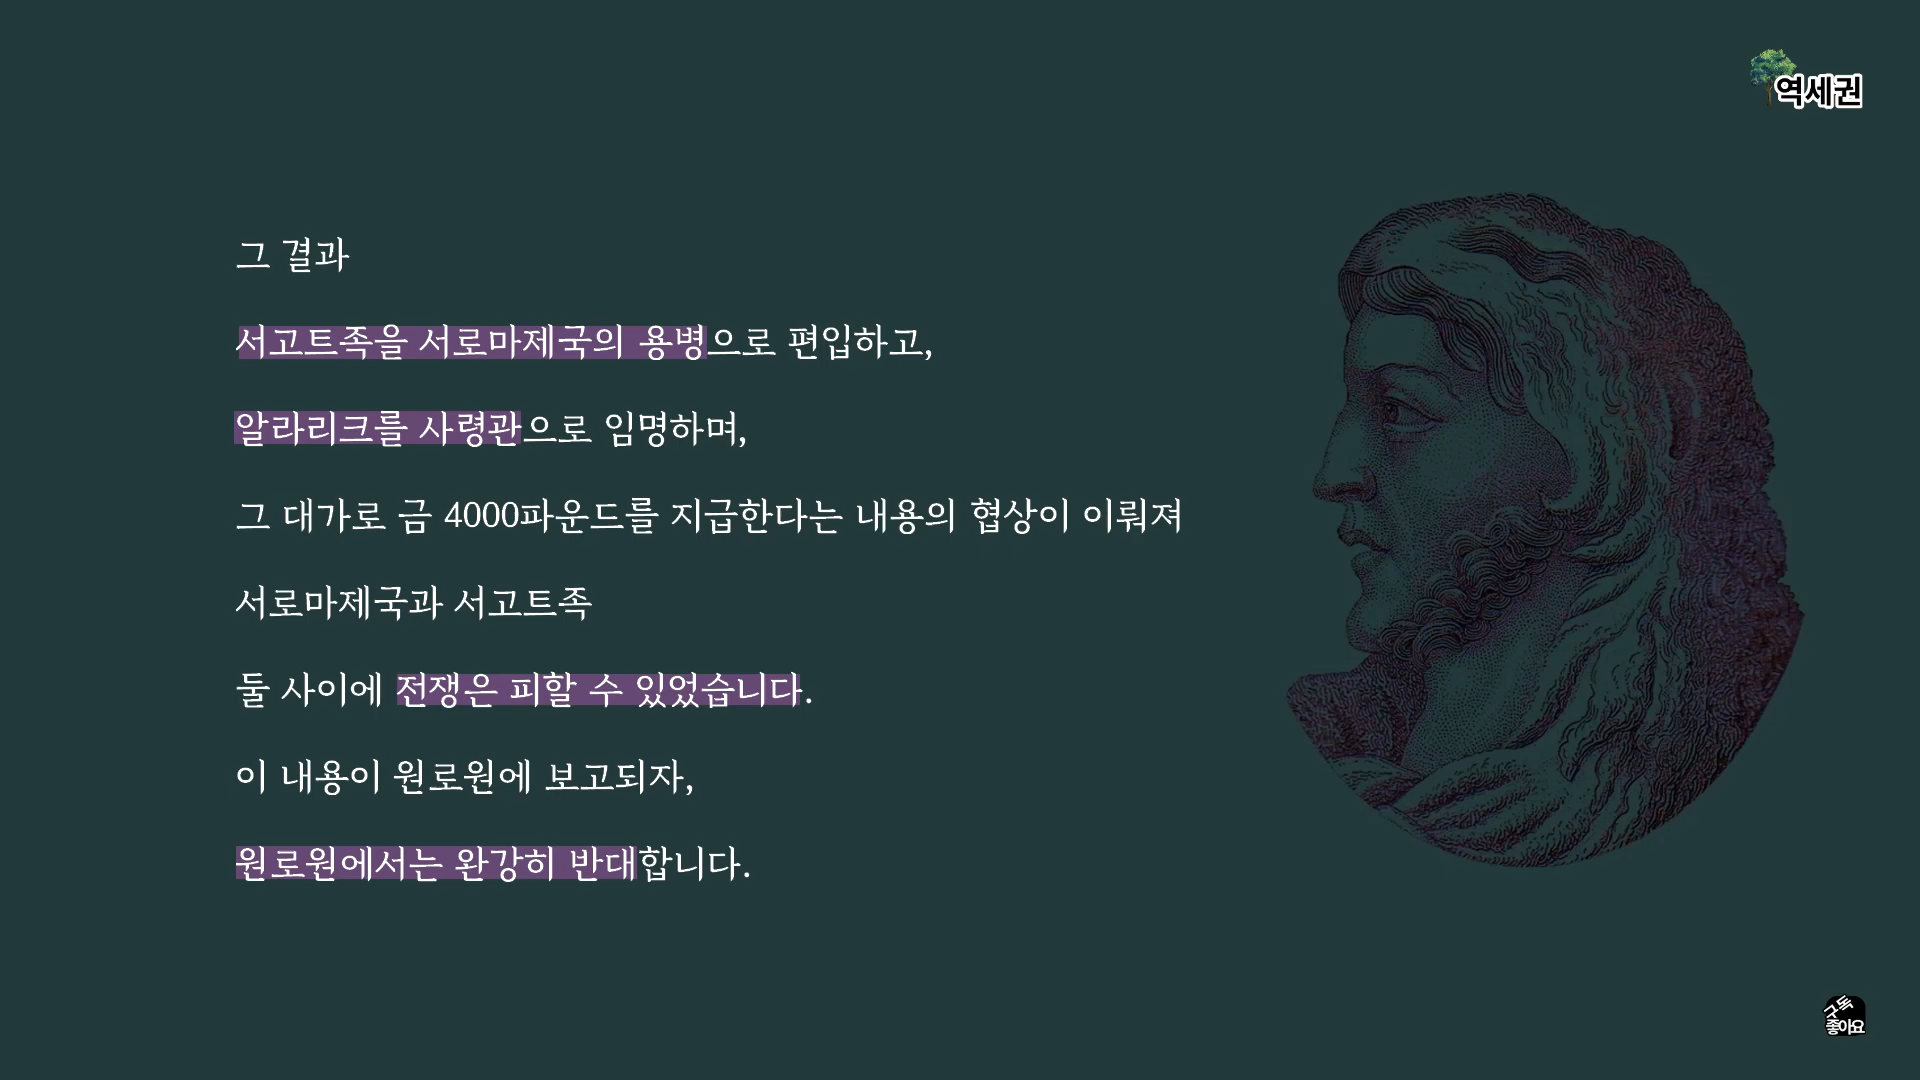 역세권
그 결과
서고트족을 서로마제국의 용병으로 편입하고,
알라리크를 사령관으로 임명하며,
그 대가로 금 4000파운드를 지급한다는 내용의 협상이 이뤄져
서로마제국과 서고트족
둘 사이에 전쟁은 피할 수 있었습니다.
이 내용이 원로원에 보고되자,
원로원에서는 완강히 반대합니다.
구독
좋아요